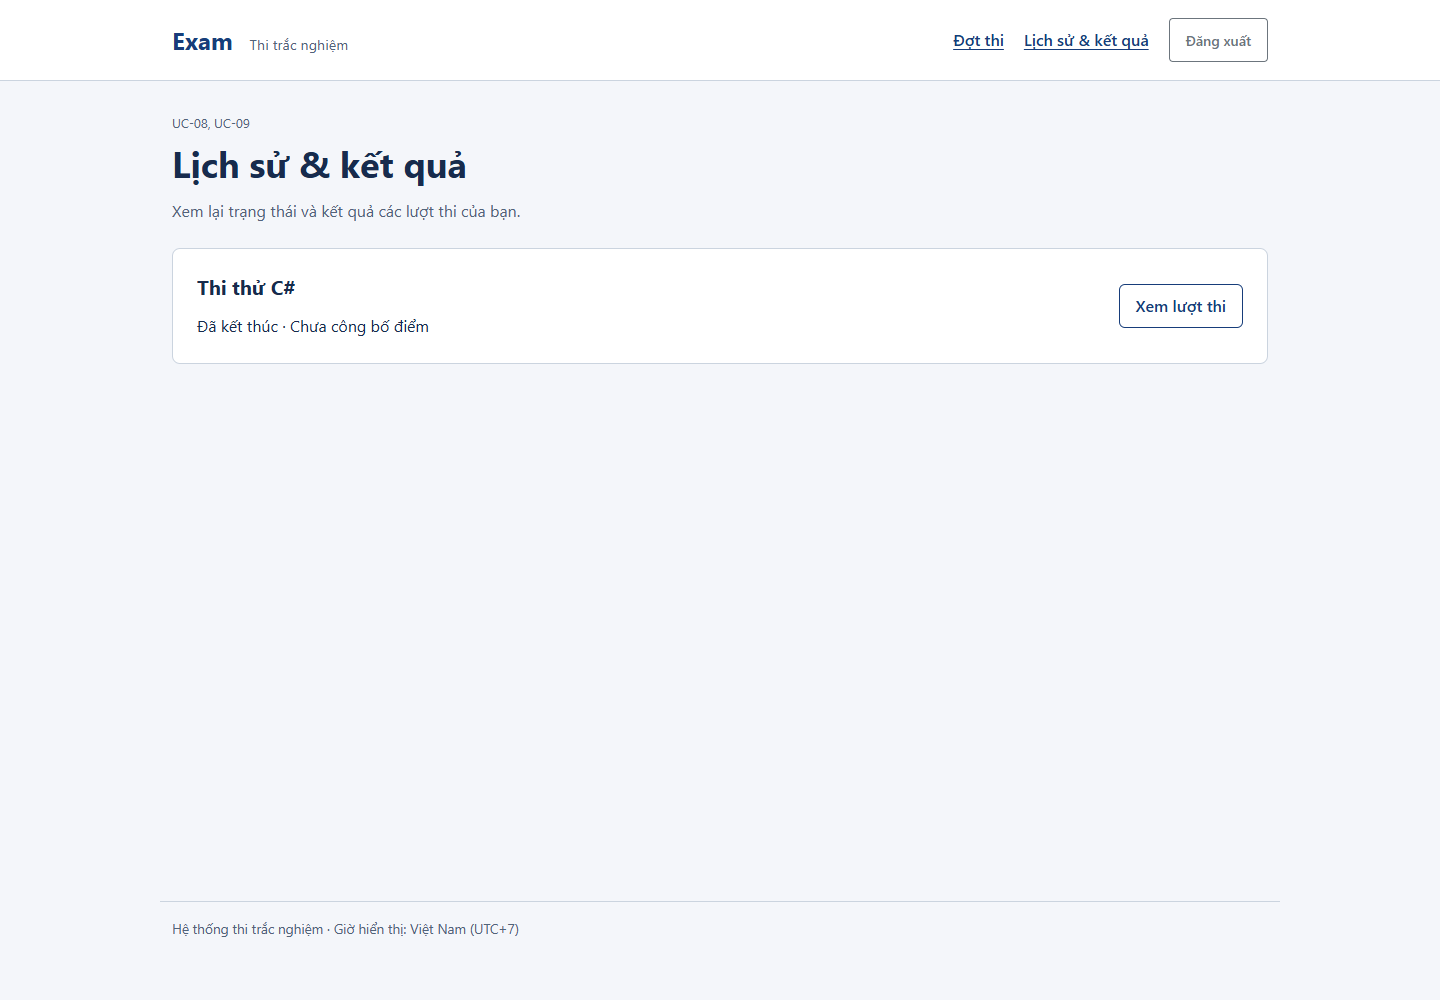 Exam Thi trắc nghiệm
Đợt thi Lịch sử & kết quả Đăng xuất
UC-08, UC-09
Lịch sử & kết quả
Xem lại trạng thái và kết quả các lượt thi của bạn.
Thi thử C#
Đã kết thúc · Chưa công bố điểm
Xem lượt thi
Hệ thống thi trắc nghiệm · Giờ hiển thị: Việt Nam (UTC+7)